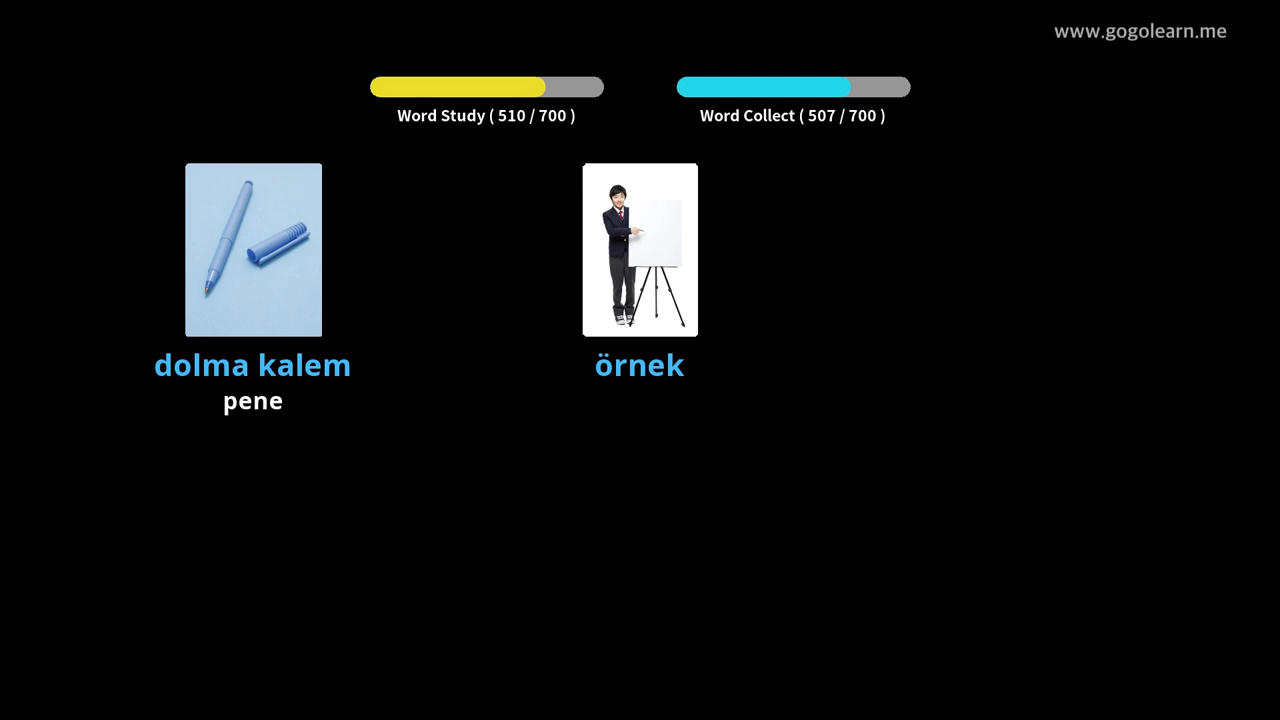 www.gogolearn.me
Word Study ( 510 / 700 )
Word Collect ( 507 / 700 )
dolma kalem
pene
örnek